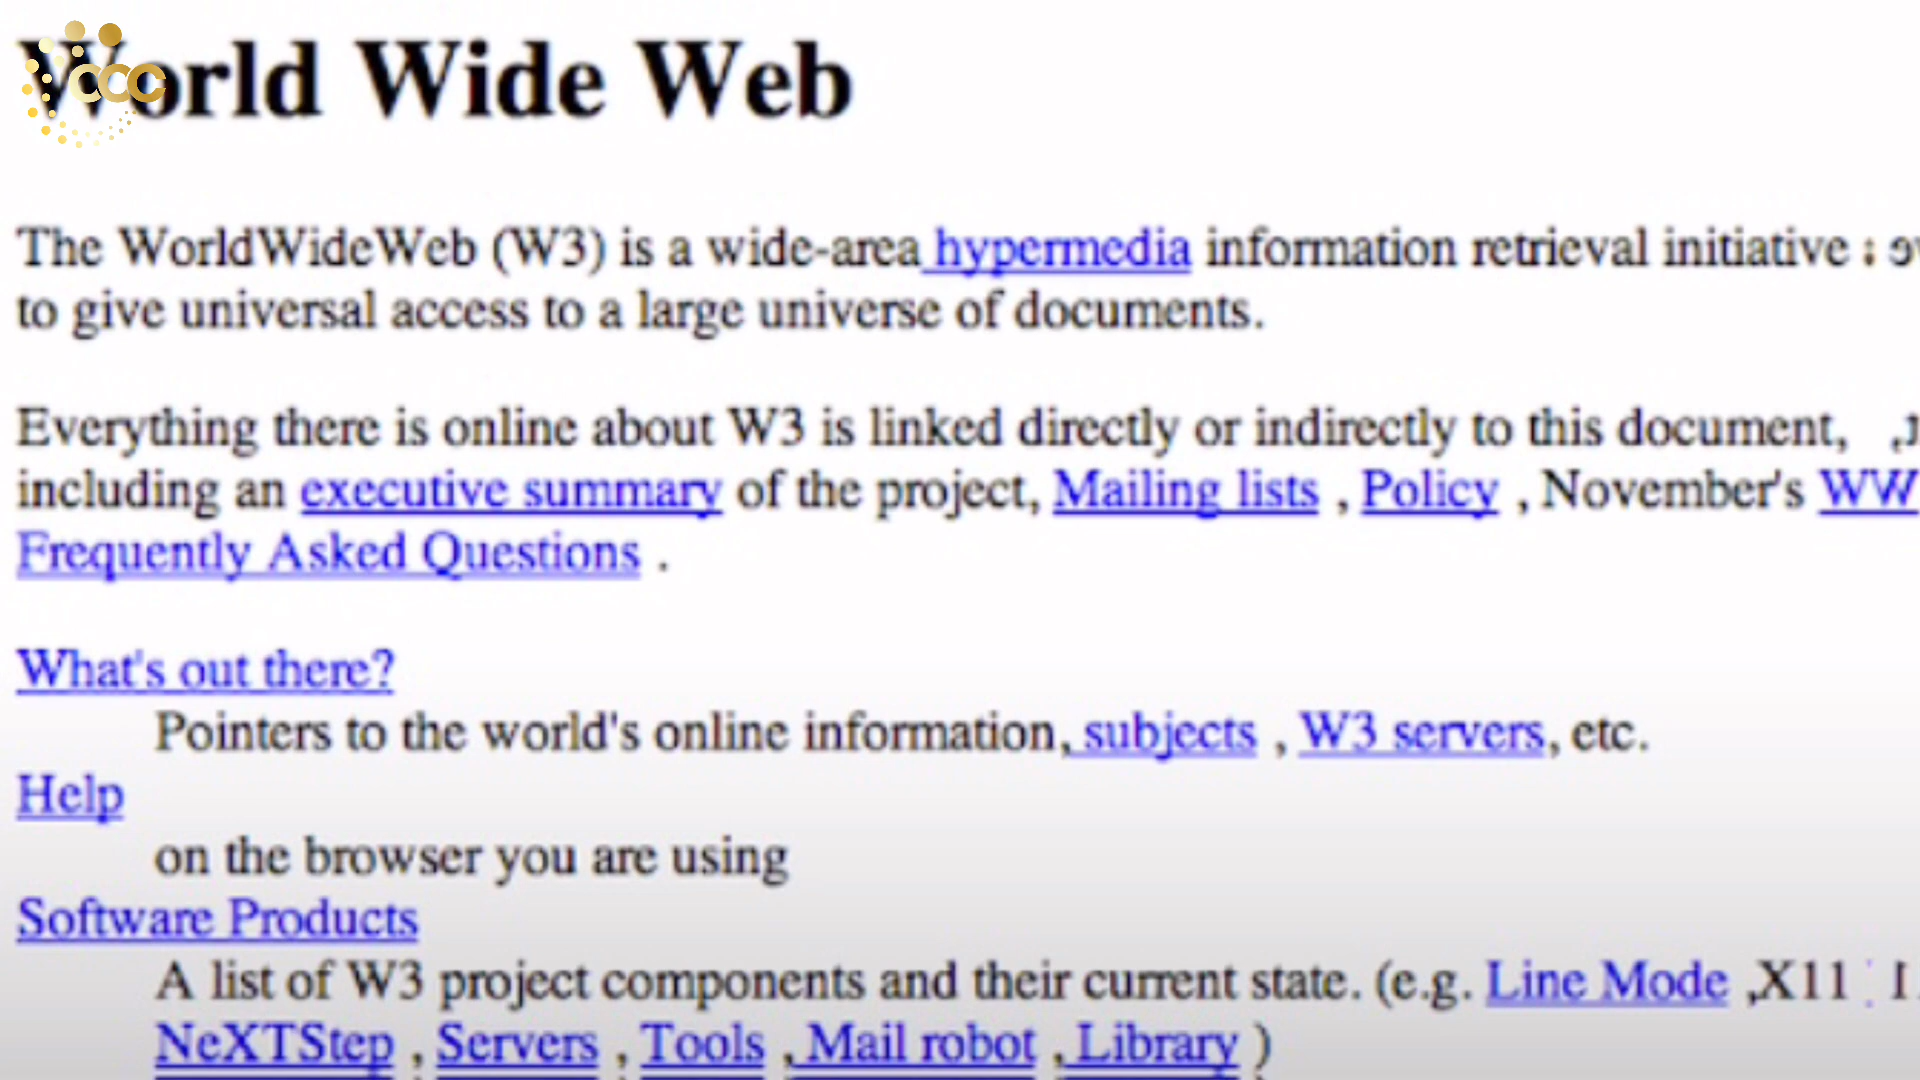 World Wide Web
ccc
The WorldWideWeb (W3) is a wide-area hypermedia information retrieval initiative
to give universal access to a large universe of documents.
Everything there is online about W3 is linked directly or indirectly to this document,
including an executive summary of the project, Mailing lists , Policy , November's WW
Frequently Asked Questions .
What's out there?
Pointers to the world's online information, subjects , W3 servers, etc.
Help
on the browser you are using
Software Products
A list of W3 project components and their current state. (e.g. Line Mode ,X11
NeXTStep , Servers , Tools , Mail robot , Library )